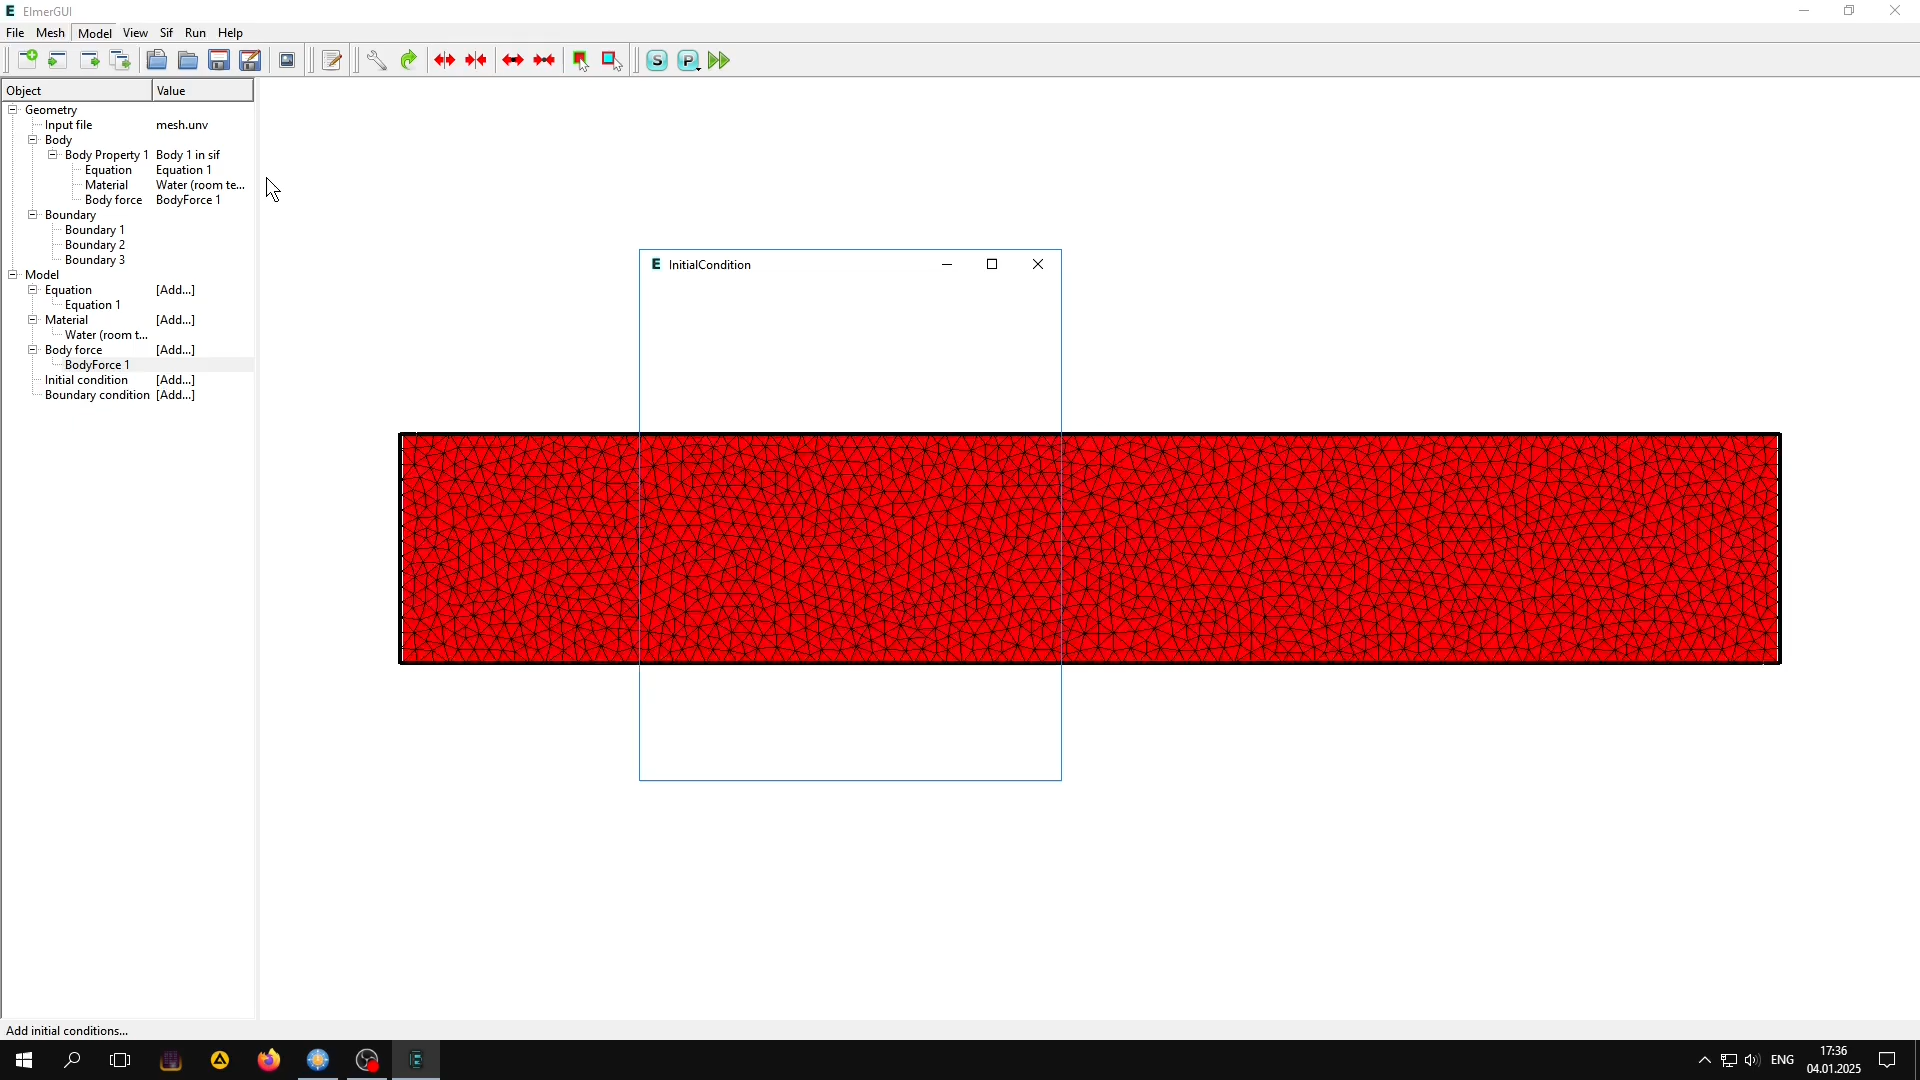 ElmerGUI
File Mesh Model View Sif Run Help
S P
Object Value
Geometry
Input file mesh.unv
Body
Body Property 1 Body 1 in sif
Equation Equation 1
Material Water (room te...
Body force BodyForce 1
Boundary
Boundary 1
Boundary 2
Boundary 3
Model
Equation [Add...]
Equation 1
Material [Add...]
Water (room t...
Body force [Add...]
BodyForce 1
Initial condition [Add...]
Boundary condition [Add...]
InitialCondition
Add initial conditions...
ENG
17:36
04.01.2025